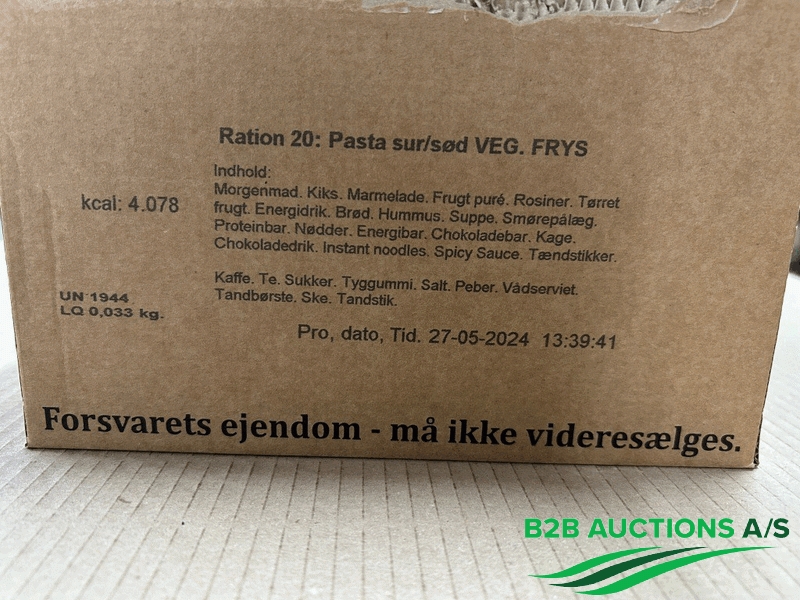 Ration 20: Pasta sur/sød VEG. FRYS
Indhold:
Morgenmad. Kiks. Marmelade. Frugt puré. Rosiner. Tørret
frugt. Energidrik. Brød. Hummus. Suppe. Smørepålæg.
Proteinbar. Nødder. Energibar. Chokoladebar. Kage.
Chokoladedrik. Instant noodles. Spicy Sauce. Tændstikker.
kcal: 4.078
Kaffe. Te. Sukker. Tyggummi. Salt. Peber. Vådserviet.
Tandbørste. Ske. Tandstik.
UN 1944
LQ 0,033 kg.
Pro, dato, Tid. 27-05-2024 13:39:41
Forsvarets ejendom - må ikke videresælges.
B2B AUCTIONS A/S